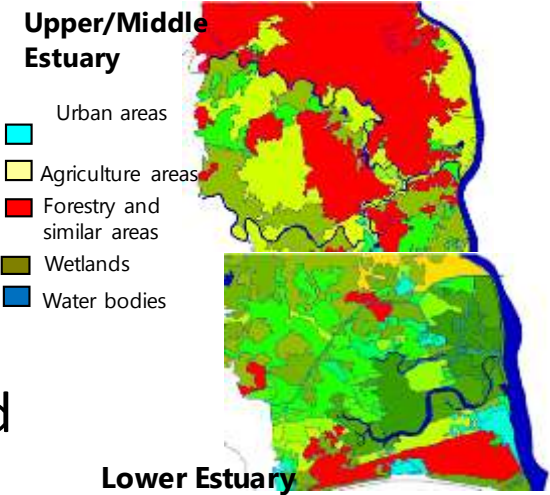 Upper/Middle
Estuary
Urban areas
Agriculture areas
Forestry and
similar areas
Wetlands
Water bodies
d
Lower Estuary